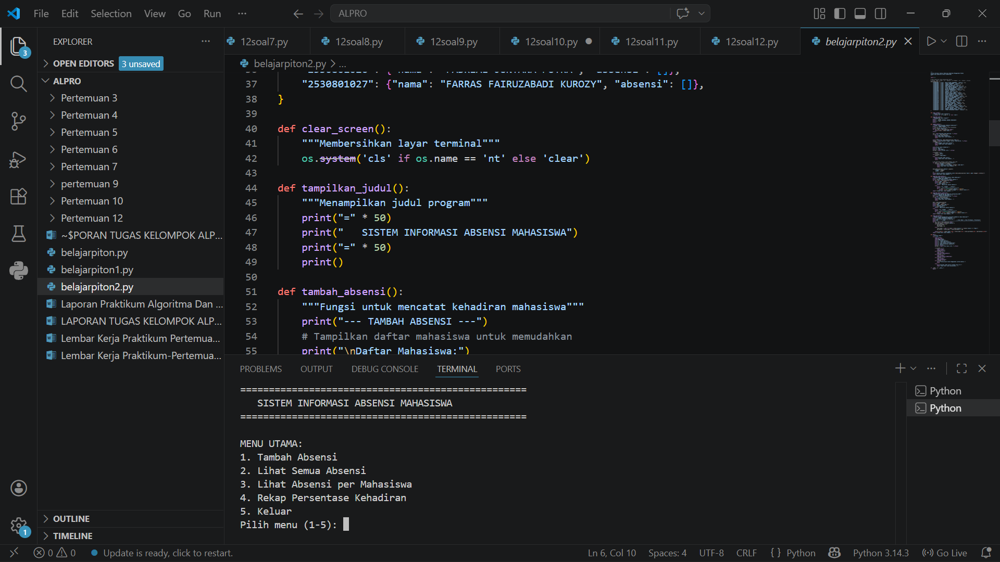 File Edit Selection View Go Run ··· ALPRO
EXPLORER ···
12soal7.py 12soal8.py 12soal9.py 12soal10.py 12soal11.py 12soal12.py belajarpiton2.py
OPEN EDITORS 3 unsaved
ALPRO
Pertemuan 3
Pertemuan 4
Pertemuan 5
Pertemuan 6
Pertemuan 7
pertemuan 9
Pertemuan 10
Pertemuan 12
~$PORAN TUGAS KELOMPOK ALP...
belajarpiton.py
belajarpiton1.py
belajarpiton2.py
Laporan Praktikum Algoritma Dan ...
LAPORAN TUGAS KELOMPOK ALP...
Lembar Kerja Praktikum Pertemua...
Lembar Kerja Praktikum-Pertemua...
OUTLINE
TIMELINE
3
1
belajarpiton2.py > ...
37 "2530801027": {"nama": "FARRAS FAIRUZABADI KUROZY", "absensi": []},
38 }
39
40 def clear_screen():
41 """Membersihkan layar terminal"""
42 os.system('cls' if os.name == 'nt' else 'clear')
43
44 def tampilkan_judul():
45 """Menampilkan judul program"""
46 print("=" * 50)
47 print("   SISTEM INFORMASI ABSENSI MAHASISWA")
48 print("=" * 50)
49 print()
50
51 def tambah_absensi():
52 """Fungsi untuk mencatat kehadiran mahasiswa"""
53 print("--- TAMBAH ABSENSI ---")
54 # Tampilkan daftar mahasiswa untuk memudahkan
55 print("\nDaftar Mahasiswa:")
PROBLEMS OUTPUT DEBUG CONSOLE TERMINAL PORTS
==================================================
   SISTEM INFORMASI ABSENSI MAHASISWA
==================================================
MENU UTAMA:
1. Tambah Absensi
2. Lihat Semua Absensi
3. Lihat Absensi per Mahasiswa
4. Rekap Persentase Kehadiran
5. Keluar
Pilih menu (1-5):
Python
Python
0 0 Update is ready, click to restart. Ln 6, Col 10 Spaces: 4 UTF-8 CRLF { } Python Python 3.14.3 Go Live